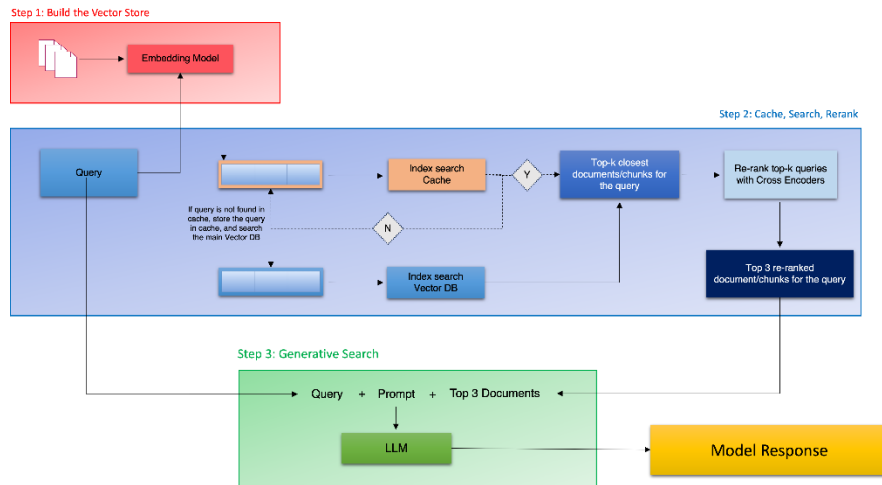 Step 1: Build the Vector Store
Embedding Model
Step 2: Cache, Search, Rerank
Query
Index search
Cache
Y
Top-k closest
documents/chunks for
the query
Re-rank top-k queries
with Cross Encoders
If query is not found in
cache, store the query
in cache, and search
the main Vector DB
N
Index search
Vector DB
Top 3 re-ranked
document/chunks for the query
Step 3: Generative Search
Query + Prompt + Top 3 Documents
LLM
Model Response